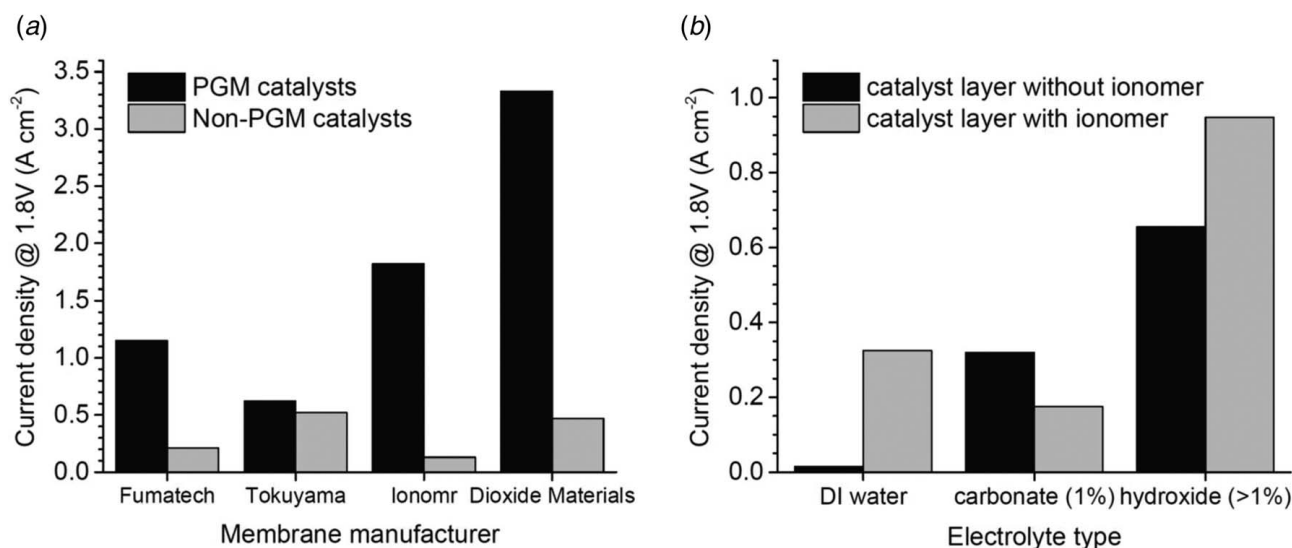 (a)
PGM catalysts
Non-PGM catalysts
3.5
3.0
2.5
2.0
1.5
1.0
0.5
0.0
Current density @ 1.8V (A cm-2)
Fumatech Tokuyama Ionomr Dioxide Materials
Membrane manufacturer
(b)
catalyst layer without ionomer
catalyst layer with ionomer
1.0
0.8
0.6
0.4
0.2
0.0
Current density @ 1.8V (A cm-2)
DI water carbonate (1%) hydroxide (>1%)
Electrolyte type